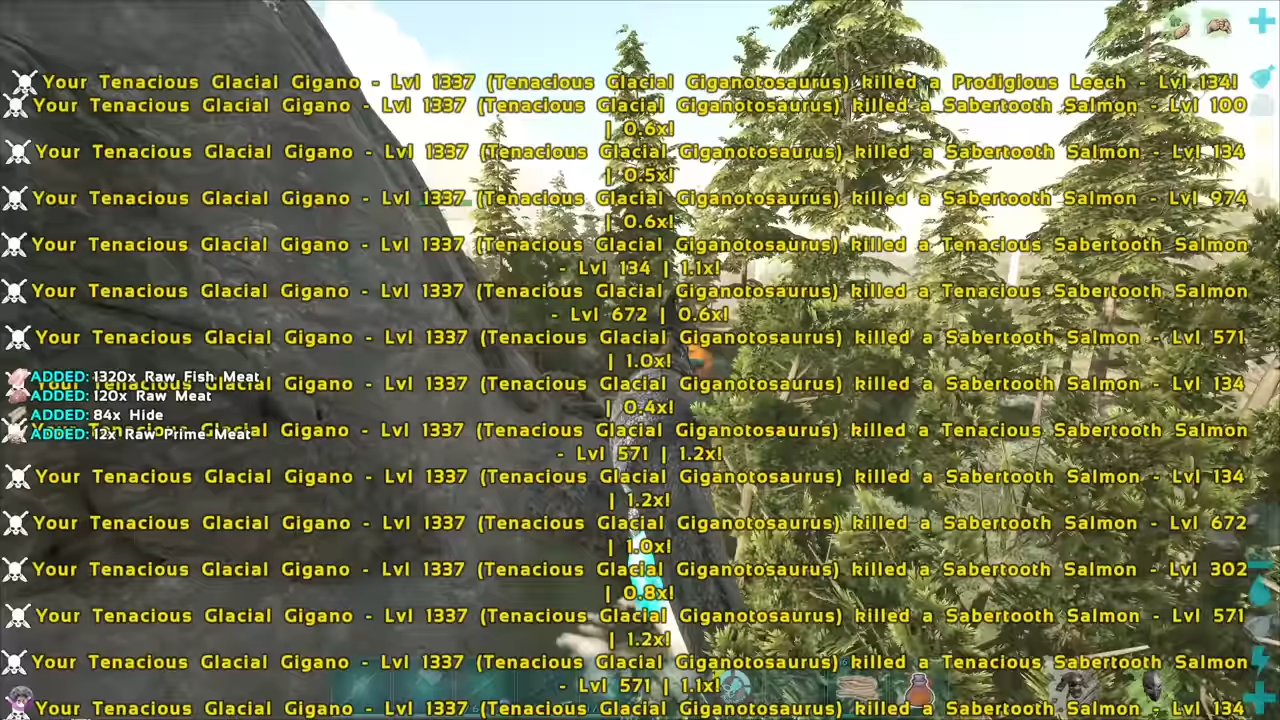 Your Tenacious Glacial Gigano - Lvl 1337 (Tenacious Glacial Giganotosaurus) killed a Prodigious Leech - Lvl 134!
Your Tenacious Glacial Gigano - Lvl 1337 (Tenacious Glacial Giganotosaurus) killed a Sabertooth Salmon - Lvl 100
| 0.6x!
Your Tenacious Glacial Gigano - Lvl 1337 (Tenacious Glacial Giganotosaurus) killed a Sabertooth Salmon - Lvl 134
| 0.5x!
Your Tenacious Glacial Gigano - Lvl 1337 (Tenacious Glacial Giganotosaurus) killed a Sabertooth Salmon - Lvl 974
| 0.6x!
Your Tenacious Glacial Gigano - Lvl 1337 (Tenacious Glacial Giganotosaurus) killed a Tenacious Sabertooth Salmon
- Lvl 134 | 1.1x!
Your Tenacious Glacial Gigano - Lvl 1337 (Tenacious Glacial Giganotosaurus) killed a Tenacious Sabertooth Salmon
- Lvl 672 | 0.6x!
Your Tenacious Glacial Gigano - Lvl 1337 (Tenacious Glacial Giganotosaurus) killed a Sabertooth Salmon - Lvl 571
| 1.0x!
ADDED: 1320x Raw Fish Meat
Your Tenacious Glacial Gigano - Lvl 1337 (Tenacious Glacial Giganotosaurus) killed a Sabertooth Salmon - Lvl 134
ADDED: 120x Raw Meat
| 0.4x!
ADDED: 84x Hide
Your Tenacious Glacial Gigano - Lvl 1337 (Tenacious Glacial Giganotosaurus) killed a Tenacious Sabertooth Salmon
ADDED: 12x Raw Prime Meat
- Lvl 571 | 1.2x!
Your Tenacious Glacial Gigano - Lvl 1337 (Tenacious Glacial Giganotosaurus) killed a Sabertooth Salmon - Lvl 134
| 1.2x!
Your Tenacious Glacial Gigano - Lvl 1337 (Tenacious Glacial Giganotosaurus) killed a Sabertooth Salmon - Lvl 672
| 1.0x!
Your Tenacious Glacial Gigano - Lvl 1337 (Tenacious Glacial Giganotosaurus) killed a Sabertooth Salmon - Lvl 302
| 0.8x!
Your Tenacious Glacial Gigano - Lvl 1337 (Tenacious Glacial Giganotosaurus) killed a Sabertooth Salmon - Lvl 571
| 1.2x!
Your Tenacious Glacial Gigano - Lvl 1337 (Tenacious Glacial Giganotosaurus) killed a Tenacious Sabertooth Salmon
- Lvl 571 | 1.1x!
Your Tenacious Glacial Gigano - Lvl 1337 (Tenacious Glacial Giganotosaurus) killed a Sabertooth Salmon - Lvl 134